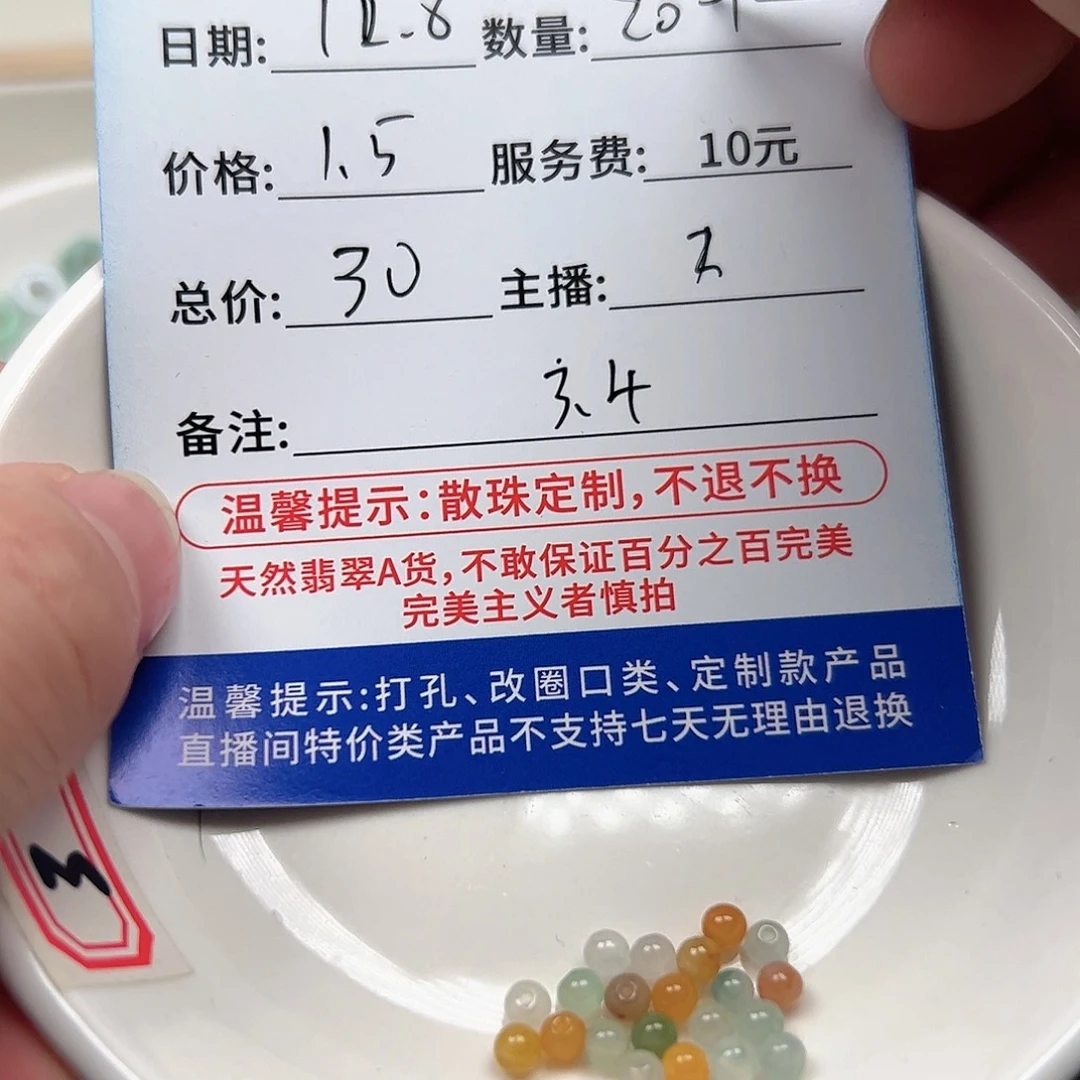 日期: 12.8 数量: 20
价格: 1.5 服务费: 10元
总价: 30 主播:
备注: 3.4
温馨提示:散珠定制,不退不换
天然翡翠A货,不敢保证百分之百完美
完美主义者慎拍
温馨提示:打孔、改圈口类、定制款产品
直播间特价类产品不支持七天无理由退换
M